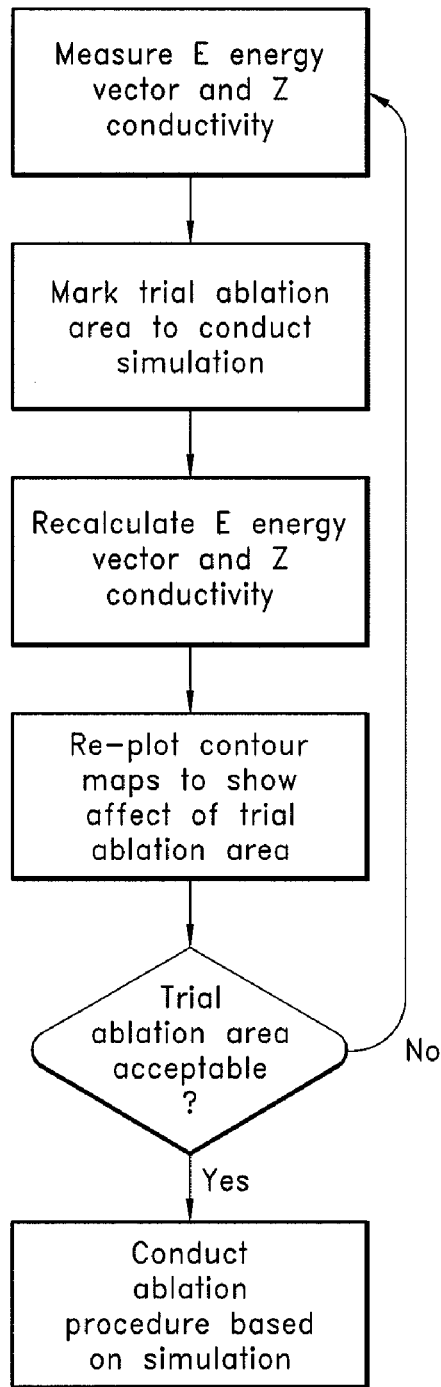 Measure E energy
vector and Z
conductivity
Mark trial ablation
area to conduct
simulation
Recalculate E energy
vector and Z
conductivity
Re-plot contour
maps to show
affect of trial
ablation area
Trial
ablation area
acceptable
?
No
Yes
Conduct
ablation
procedure based
on simulation